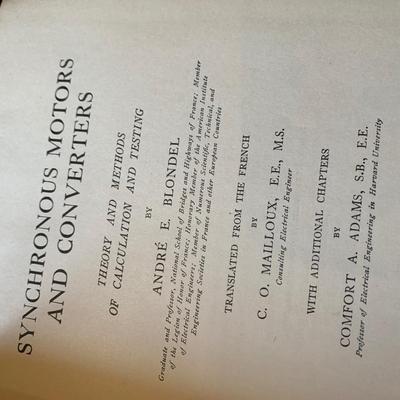 SYNCHRONOUS MOTORS
AND CONVERTERS
THEORY AND METHODS
OF CALCULATION AND TESTING
BY
ANDRÉ E. BLONDEL
Graduate and Professor, National School of Bridges and Highways of France; Member
of the Legion of Honor of France; Honorary Member of the American Institute
of Electrical Engineers; Member of Numerous Scientific, Technical, and
Engineering Societies in France and other European Countries
TRANSLATED FROM THE FRENCH
BY
C. O. MAILLOUX, E.E., M.S.
Consulting Electrical Engineer
WITH ADDITIONAL CHAPTERS
BY
COMFORT A. ADAMS, S.B., E.E.
Professor of Electrical Engineering in Harvard University